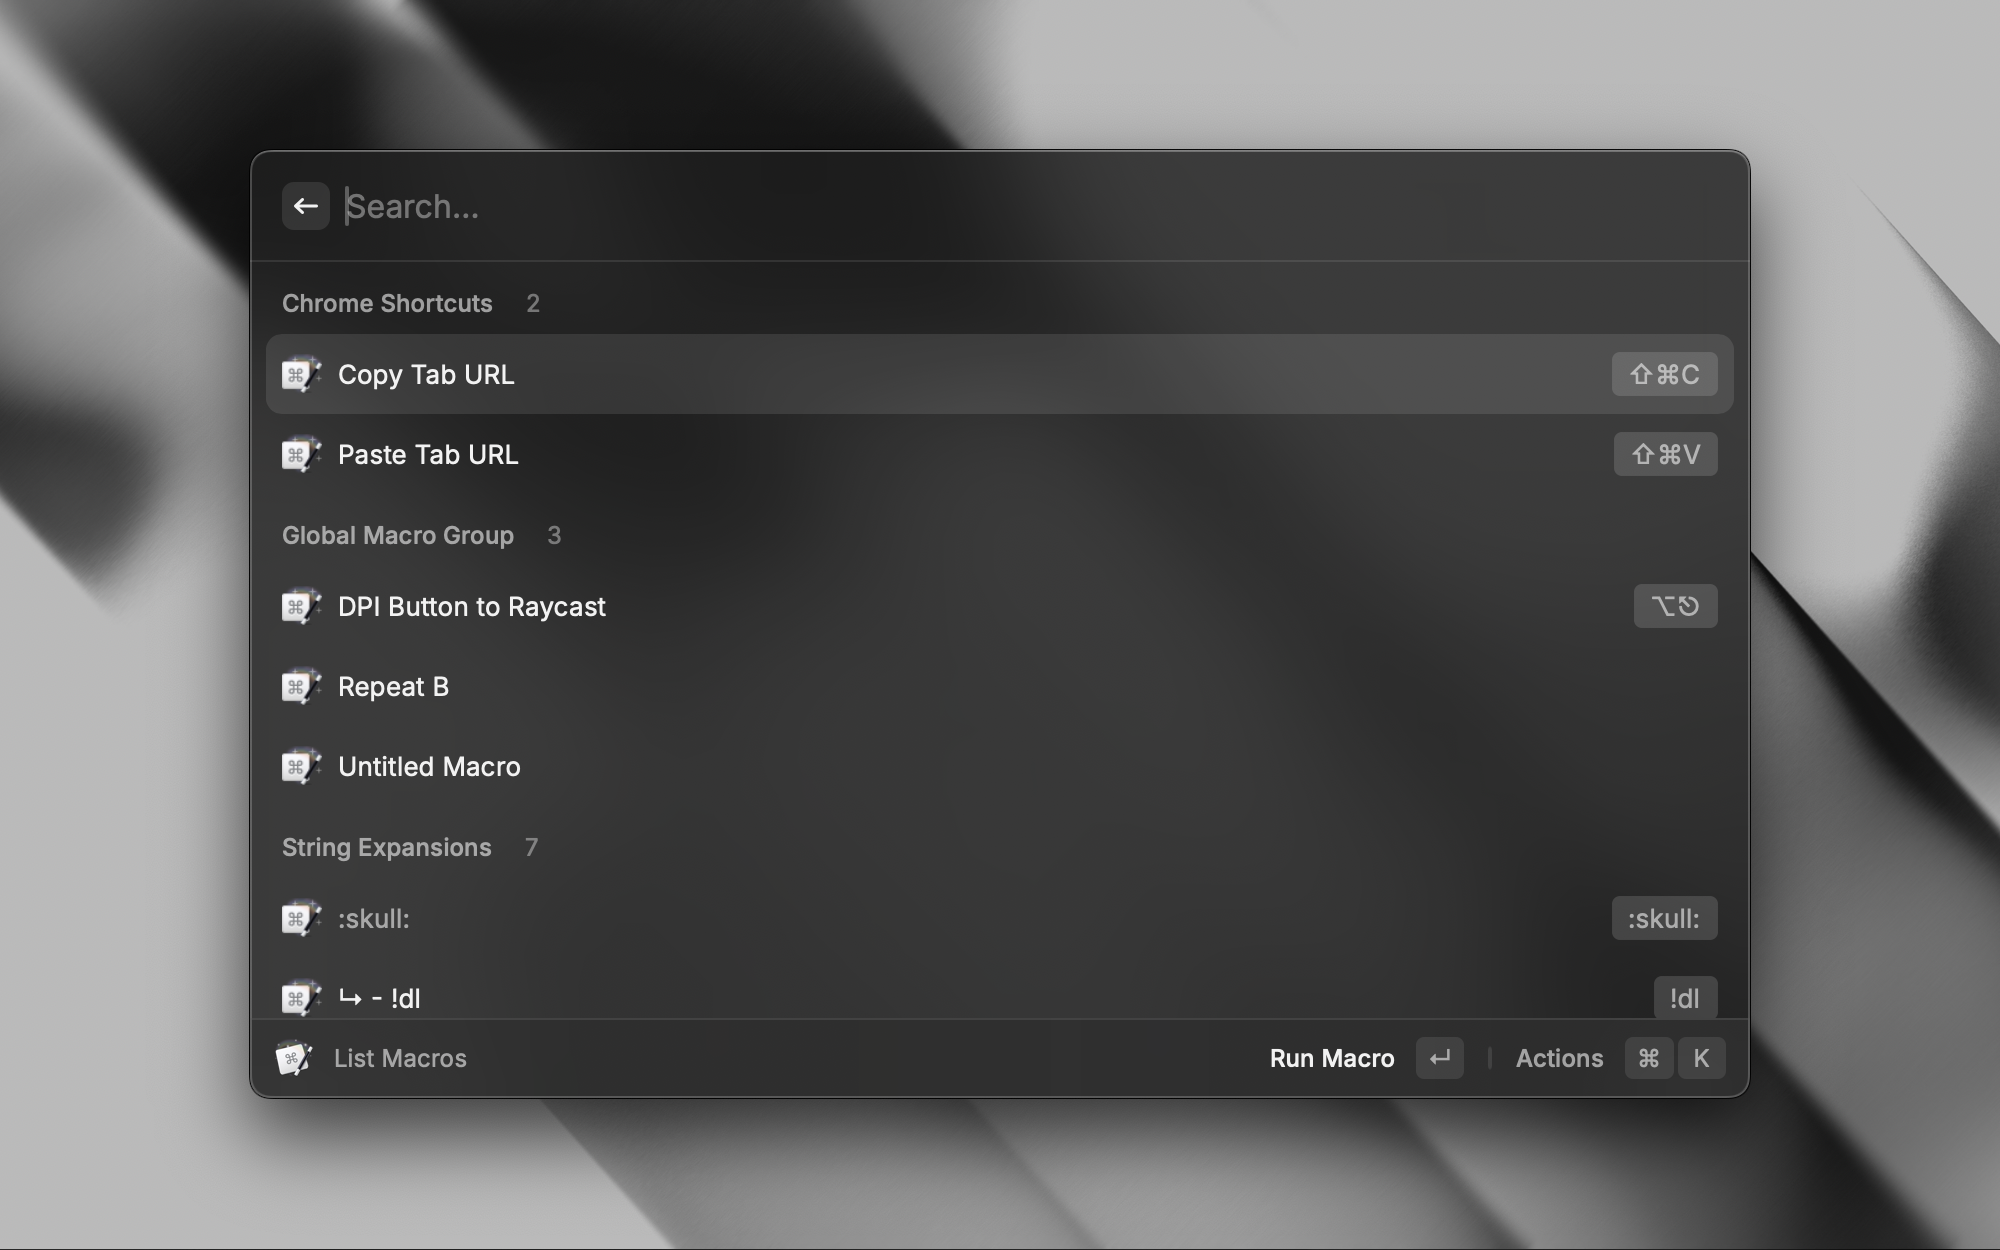 Search...
Chrome Shortcuts 2
Copy Tab URL ⇧⌘C
Paste Tab URL ⇧⌘V
Global Macro Group 3
DPI Button to Raycast ⌥⎋
Repeat B
Untitled Macro
String Expansions 7
:skull: :skull:
↳ - !dl !dl
List Macros Run Macro ↵ Actions ⌘ K